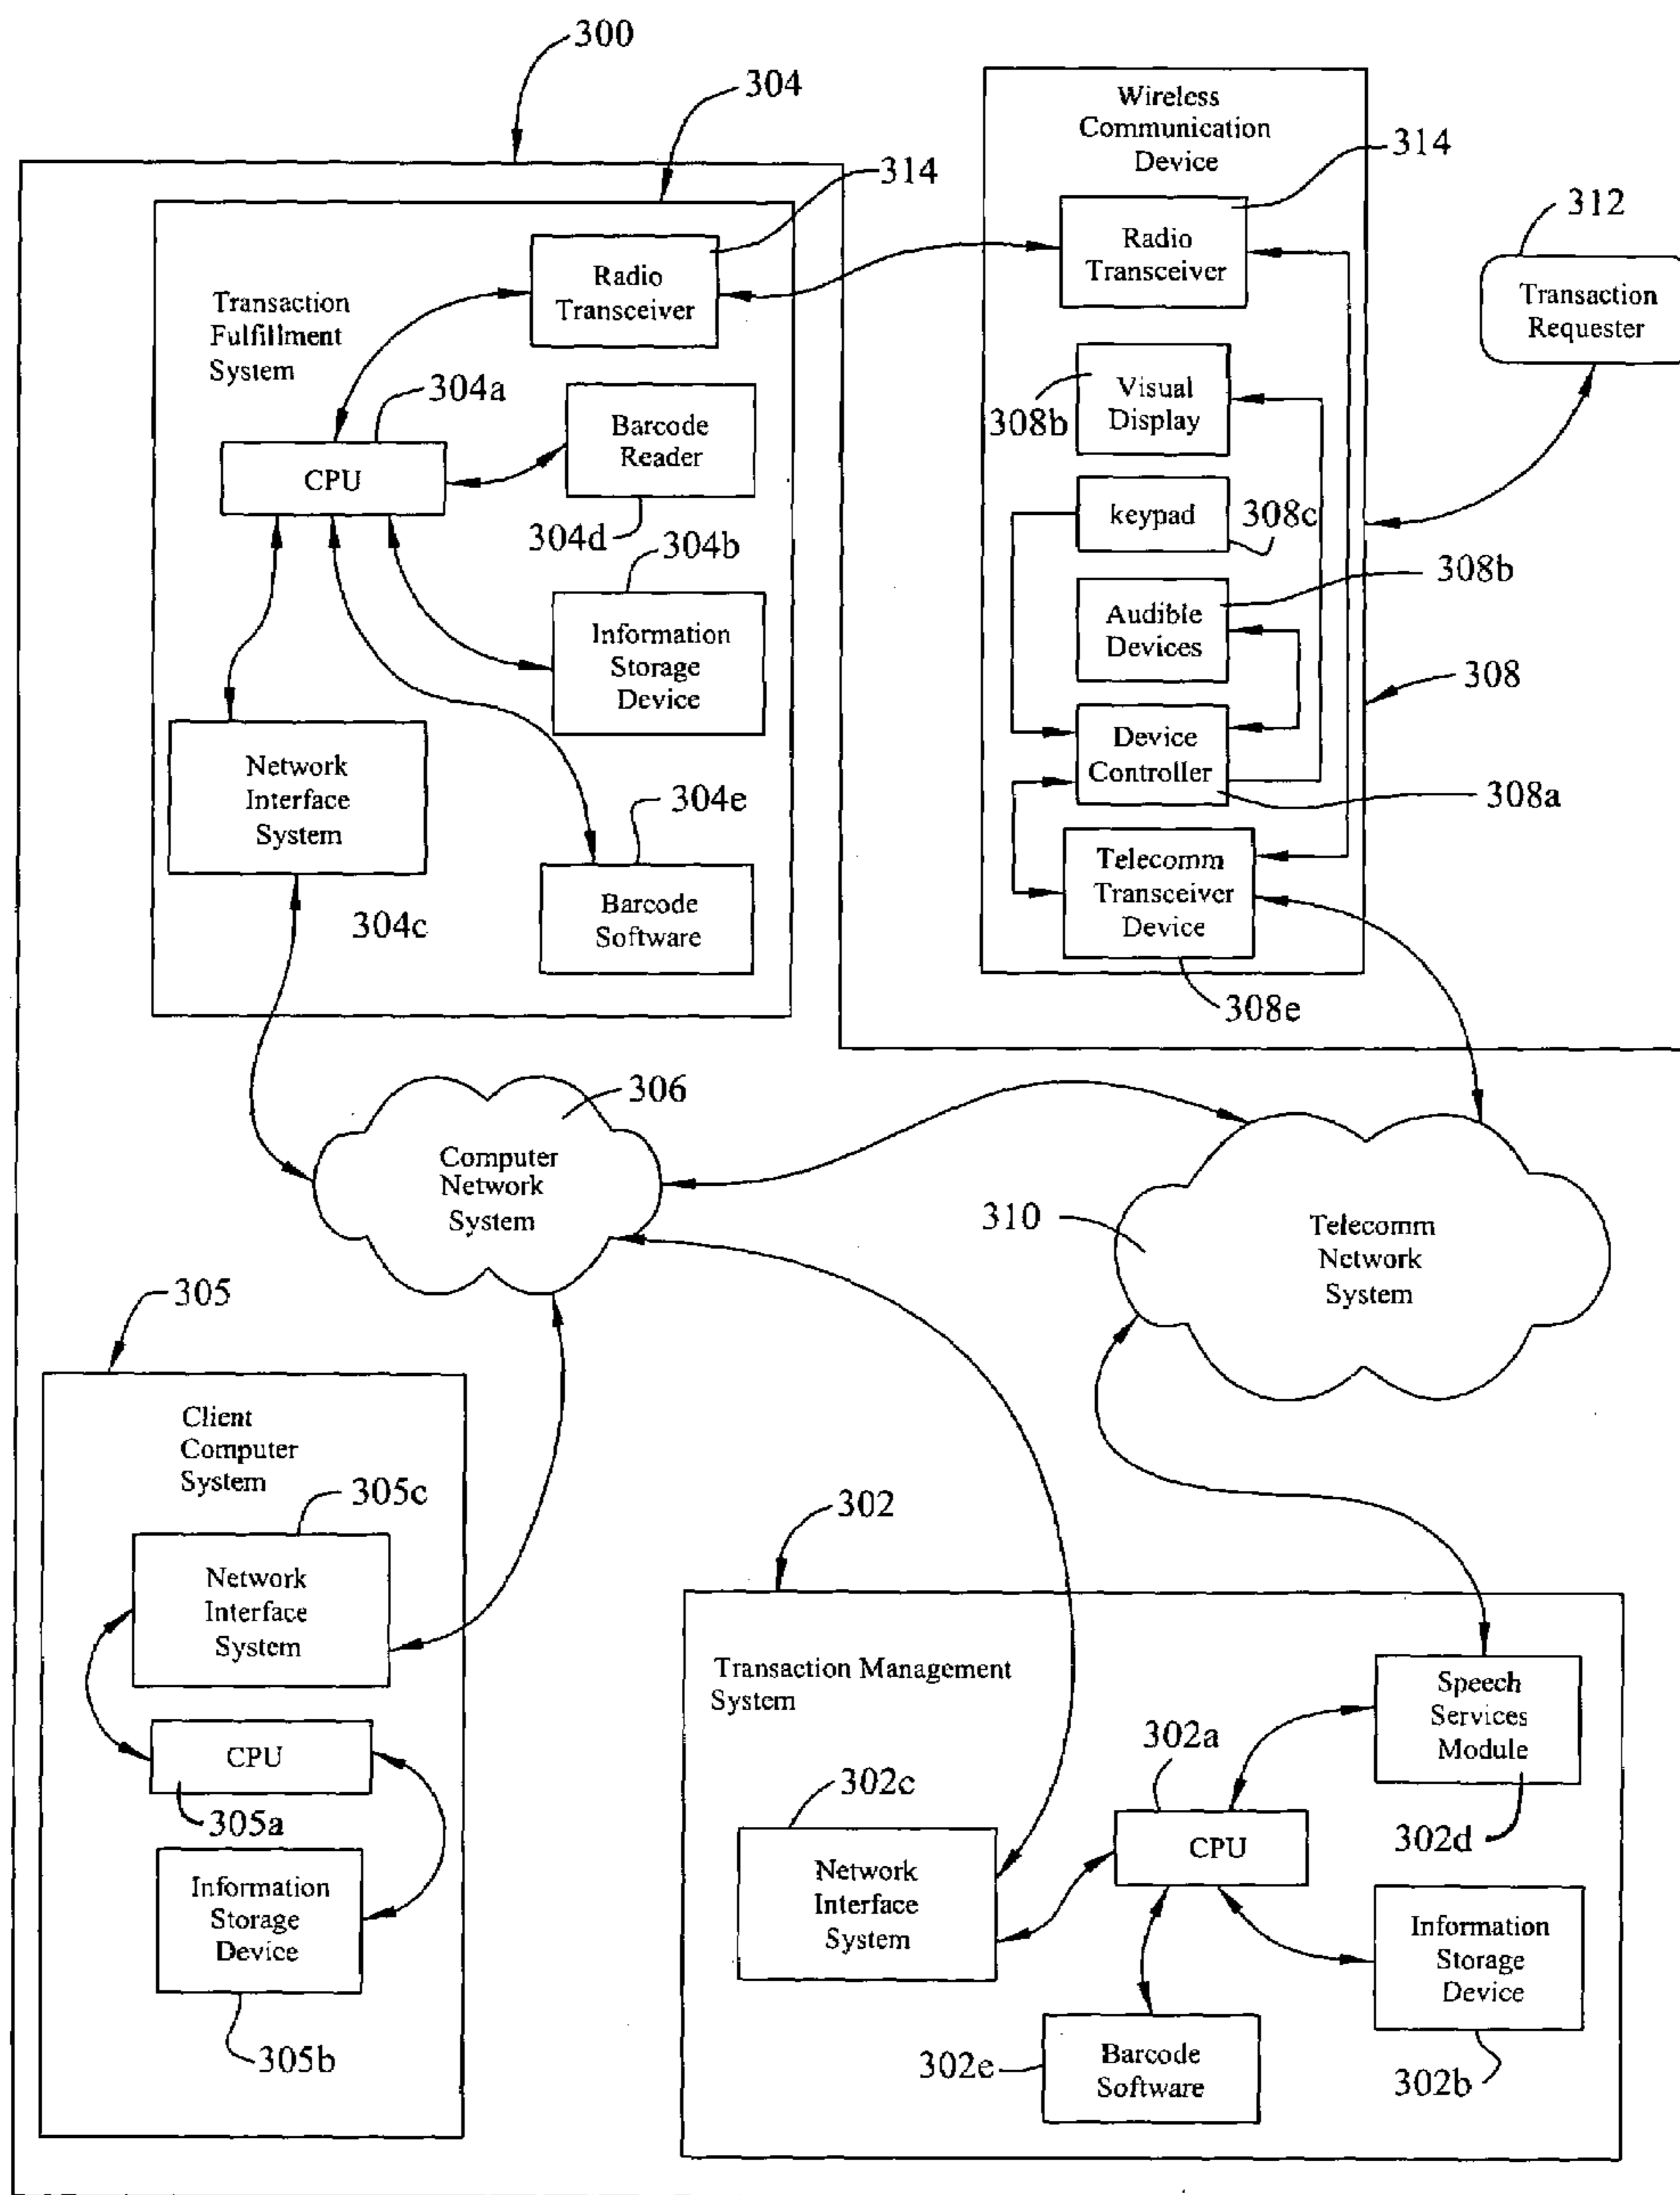 300
304
314
Transaction
Fulfillment
System
Radio
Transceiver
304a
CPU
Barcode
Reader
304d
304b
Information
Storage
Device
Network
Interface
System
304c
304e
Barcode
Software
Wireless
Communication
Device
314
Radio
Transceiver
312
Transaction
Requester
Visual
Display
308b
keypad
308c
Audible
Devices
308b
308
Device
Controller
308a
Telecomm
Transceiver
Device
308e
306
Computer
Network
System
310
Telecomm
Network
System
305
Client
Computer
System
305c
Network
Interface
System
CPU
305a
Information
Storage
Device
305b
302
Transaction Management
System
302c
Network
Interface
System
302a
CPU
Speech
Services
Module
302d
Information
Storage
Device
302b
302e
Barcode
Software